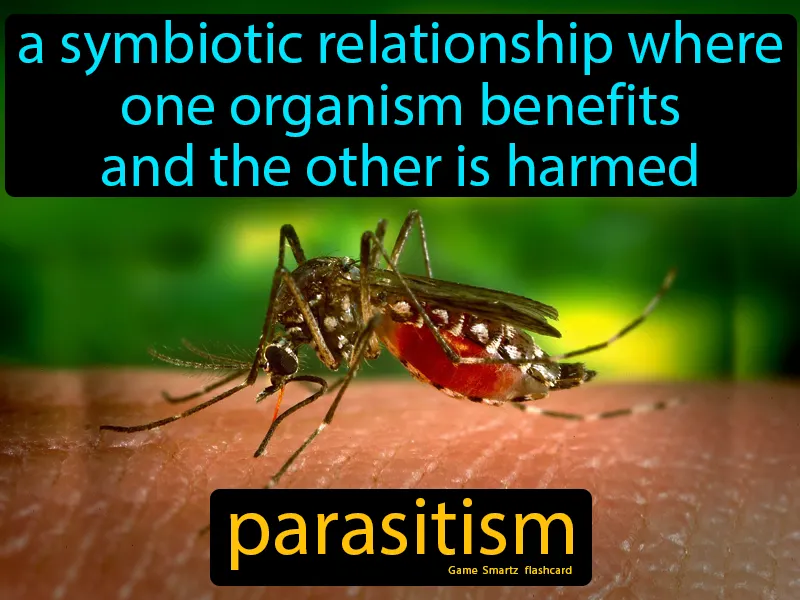 a symbiotic relationship where
one organism benefits
and the other is harmed
parasitism
Game Smartz flashcard